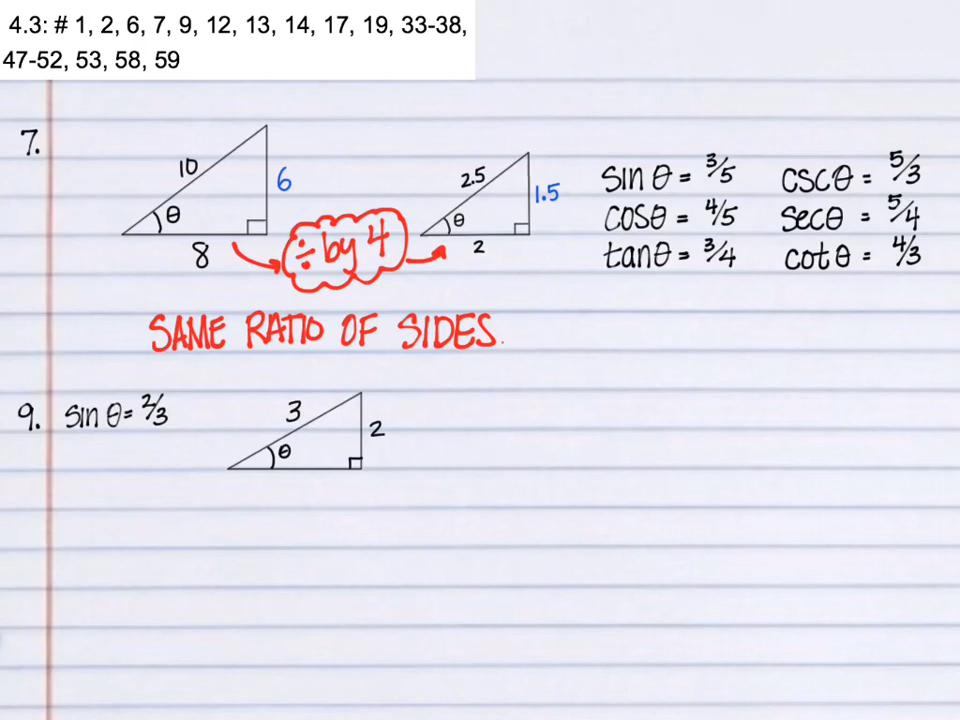 4.3: # 1, 2, 6, 7, 9, 12, 13, 14, 17, 19, 33-38,
47-52, 53, 58, 59
7.
10
6
θ
8
÷ by 4
2.5
1.5
θ
2
sin θ = 3/5 csc θ = 5/3
cos θ = 4/5 sec θ = 5/4
tan θ = 3/4 cot θ = 4/3
SAME RATIO OF SIDES.
9. sin θ = 2/3
3
2
θ